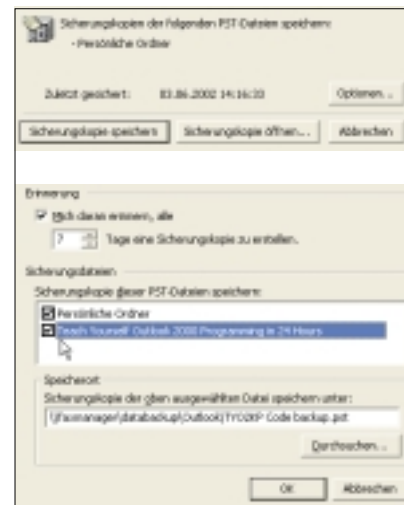 Sicherungskopien der folgenden PST-Dateien speichern:
- Persönliche Ordner
Zuletzt gesichert: 03.06.2002 14:16:33
Optionen...
Sicherungskopie speichern
Sicherungskopie öffnen...
Abbrechen
Erinnerung
Mich daran erinnern, alle
7 Tage eine Sicherungskopie zu erstellen.
Sicherungsdateien
Sicherungskopie dieser PST-Dateien speichern:
Persönliche Ordner
Teach Yourself Outlook 2000 Programming in 24 Hours
Speicherort
Sicherungskopie der oben ausgewählten Datei speichern unter:
Code backup.pst
Durchsuchen...
OK
Abbrechen